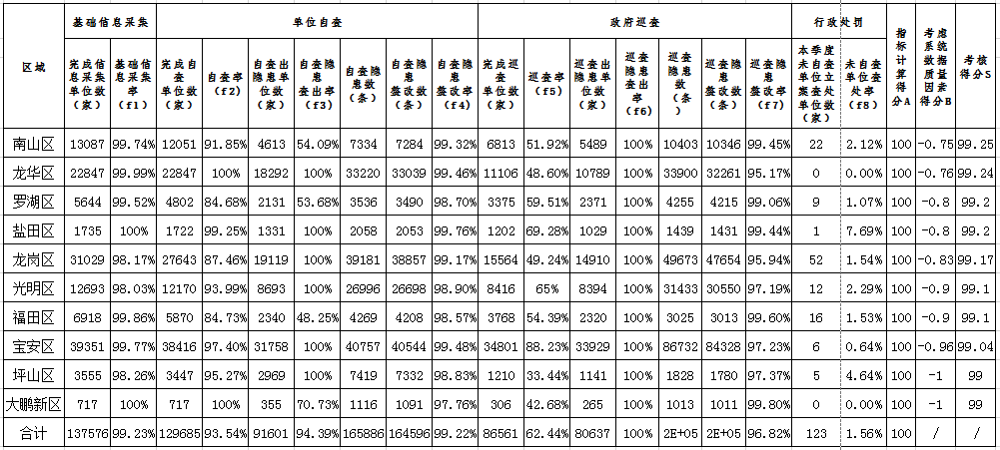 区域 基础信息采集 单位自查 政府巡查 行政处罚 指标计算得分A 考虑系统数据质量因素得分B 考核得分S
完成信息采集单位数(家) 基础信息采集率(f1) 完成自查单位数(家) 自查率(f2) 自查出隐患单位数(家) 自查隐患查出率(f3) 自查隐患数(条) 自查隐患整改数(条) 自查隐患整改率(f4) 完成巡查单位数(家) 巡查率(f5) 巡查出隐患单位数(家) 巡查隐患查出率(f6) 巡查隐患数(条) 巡查隐患整改数(条) 巡查隐患整改率(f7) 本季度未自查单位立案查处单位数(家) 未自查单位查处率(f8)
南山区 13087 99.74% 12051 91.85% 4613 54.09% 7334 7284 99.32% 6813 51.92% 5489 100% 10403 10346 99.45% 22 2.12% 100 -0.75 99.25
龙华区 22847 99.99% 22847 100% 18292 100% 33220 33039 99.46% 11106 48.60% 10789 100% 33900 32261 95.17% 0 0.00% 100 -0.76 99.24
罗湖区 5644 99.52% 4802 84.68% 2131 53.68% 3536 3490 98.70% 3375 59.51% 2371 100% 4255 4215 99.06% 9 1.07% 100 -0.8 99.2
盐田区 1735 100% 1722 99.25% 1331 100% 2058 2053 99.76% 1202 69.28% 1029 100% 1439 1431 99.44% 1 7.69% 100 -0.8 99.2
龙岗区 31029 98.17% 27643 87.46% 19119 100% 39181 38857 99.17% 15564 49.24% 14910 100% 49673 47654 95.94% 52 1.54% 100 -0.83 99.17
光明区 12693 98.03% 12170 93.99% 8693 100% 26996 26698 98.90% 8416 65% 8394 100% 31433 30550 97.19% 12 2.29% 100 -0.9 99.1
福田区 6918 99.86% 5870 84.73% 2340 48.25% 4269 4208 98.57% 3768 54.39% 2320 100% 3025 3013 99.60% 16 1.53% 100 -0.9 99.1
宝安区 39351 99.77% 38416 97.40% 31758 100% 40757 40544 99.48% 34801 88.23% 33929 100% 86732 84328 97.23% 6 0.64% 100 -0.96 99.04
坪山区 3555 98.26% 3447 95.27% 2969 100% 7419 7332 98.83% 1210 33.44% 1141 100% 1828 1780 97.37% 5 4.64% 100 -1 99
大鹏新区 717 100% 717 100% 355 70.73% 1116 1091 97.76% 306 42.68% 265 100% 1013 1011 99.80% 0 0.00% 100 -1 99
合计 137576 99.23% 129685 93.54% 91601 94.39% 165886 164596 99.22% 86561 62.44% 80637 100% 2E+05 2E+05 96.82% 123 1.56% 100 / /